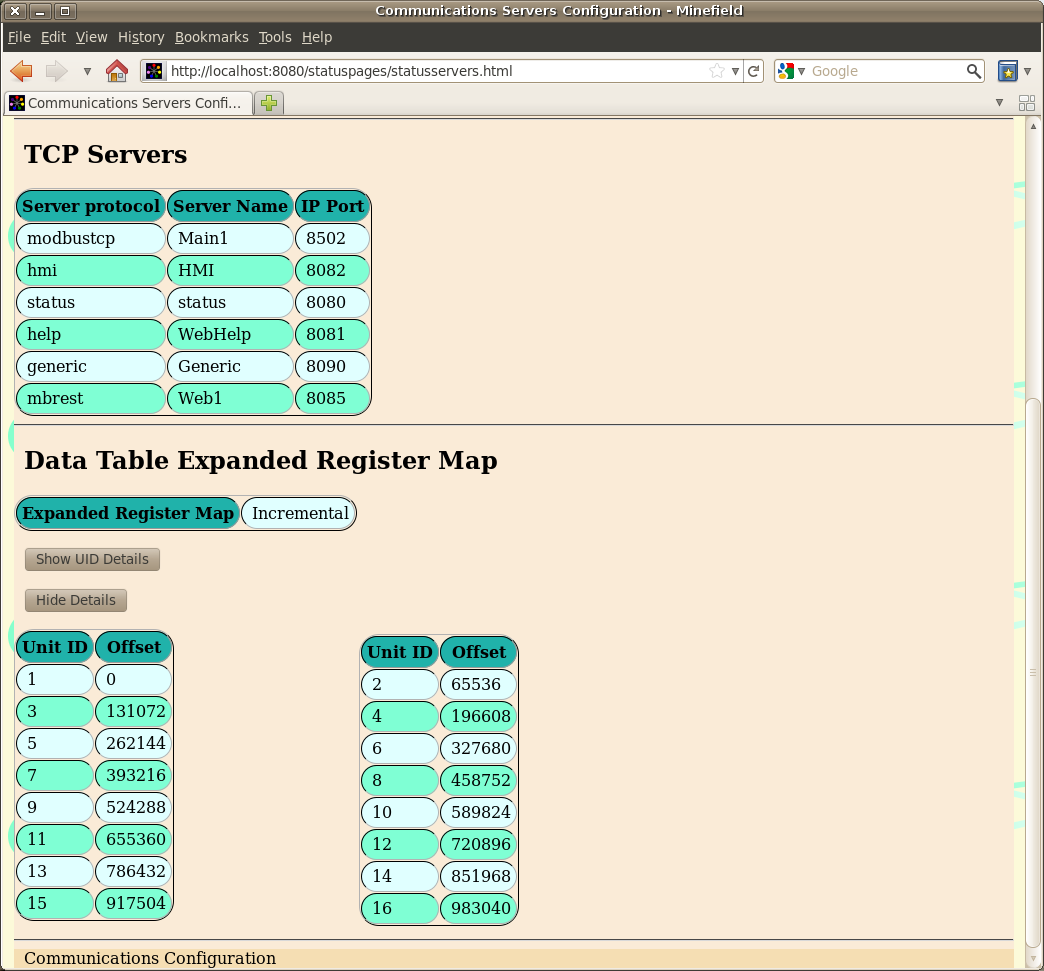 Communications Servers Configuration - Minefield
File Edit View History Bookmarks Tools Help
http://localhost:8080/statuspages/statusservers.html Google
Communications Servers Confi...
TCP Servers
Server protocol Server Name IP Port
modbustcp Main1 8502
hmi HMI 8082
status status 8080
help WebHelp 8081
generic Generic 8090
mbrest Web1 8085
Data Table Expanded Register Map
Expanded Register Map Incremental
Show UID Details
Hide Details
Unit ID Offset
1 0
3 131072
5 262144
7 393216
9 524288
11 655360
13 786432
15 917504
Unit ID Offset
2 65536
4 196608
6 327680
8 458752
10 589824
12 720896
14 851968
16 983040
Communications Configuration